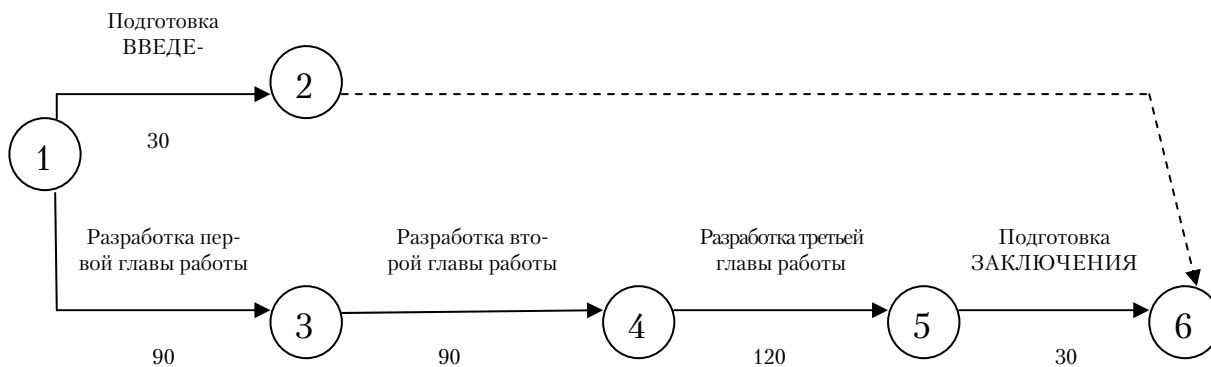 Подготовка
ВВЕДЕ-
2
1
30
Разработка пер-
вой главы работы
Разработка вто-
рой главы работы
Разработка третьей
главы работы
Подготовка
ЗАКЛЮЧЕНИЯ
3
4
5
6
90
90
120
30